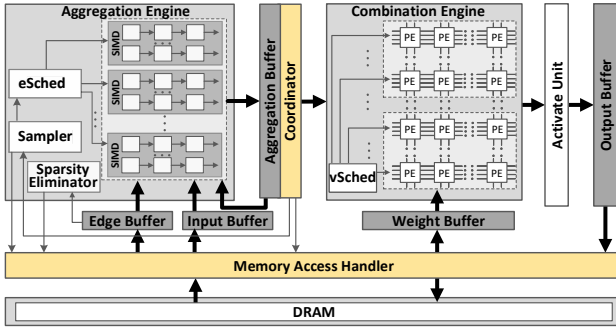 Aggregation Engine
SIMD
SIMD
SIMD
eSched
Sampler
Sparsity
Eliminator
Aggregation Buffer
Coordinator
Combination Engine
PE PE PE
PE PE PE
PE PE PE
PE PE PE
vSched
Activate Unit
Output Buffer
Edge Buffer
Input Buffer
Weight Buffer
Memory Access Handler
DRAM